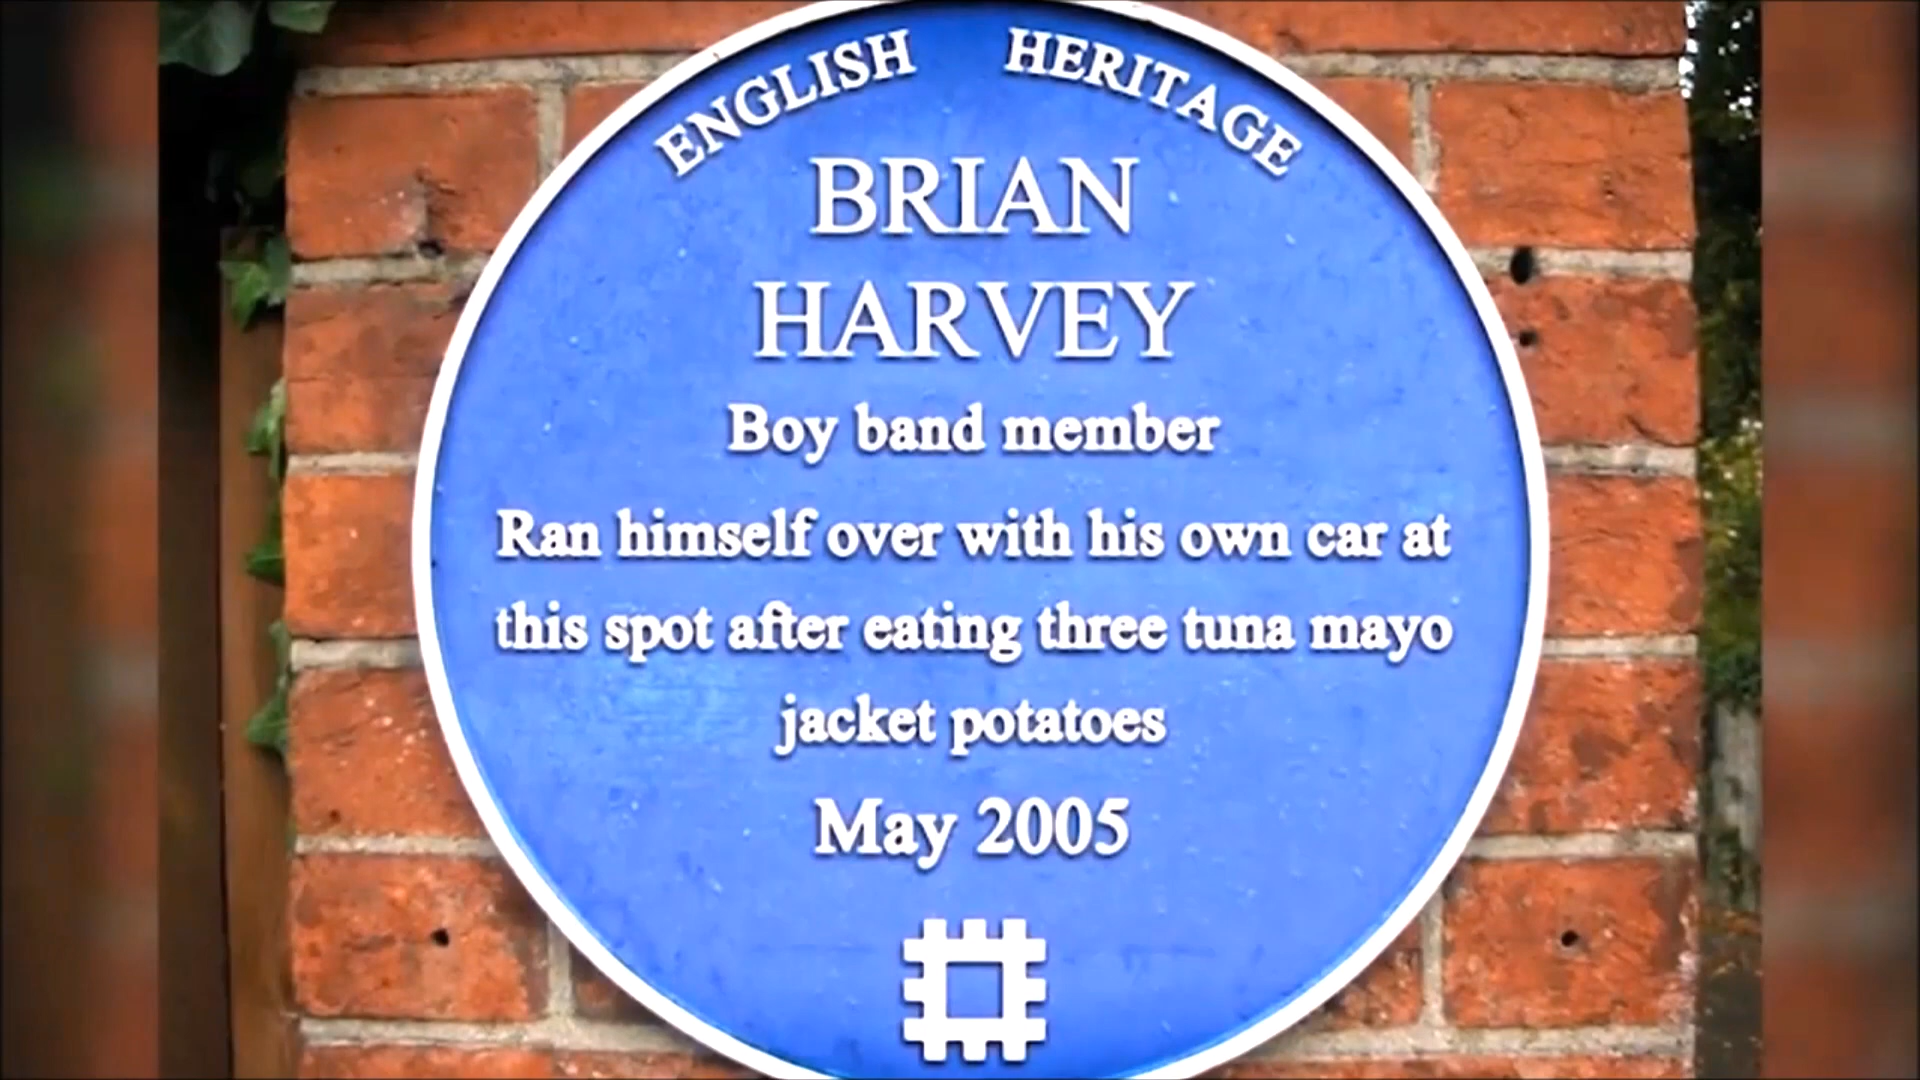 ENGLISH HERITAGE
BRIAN
HARVEY
Boy band member
Ran himself over with his own car at
this spot after eating three tuna mayo
jacket potatoes
May 2005